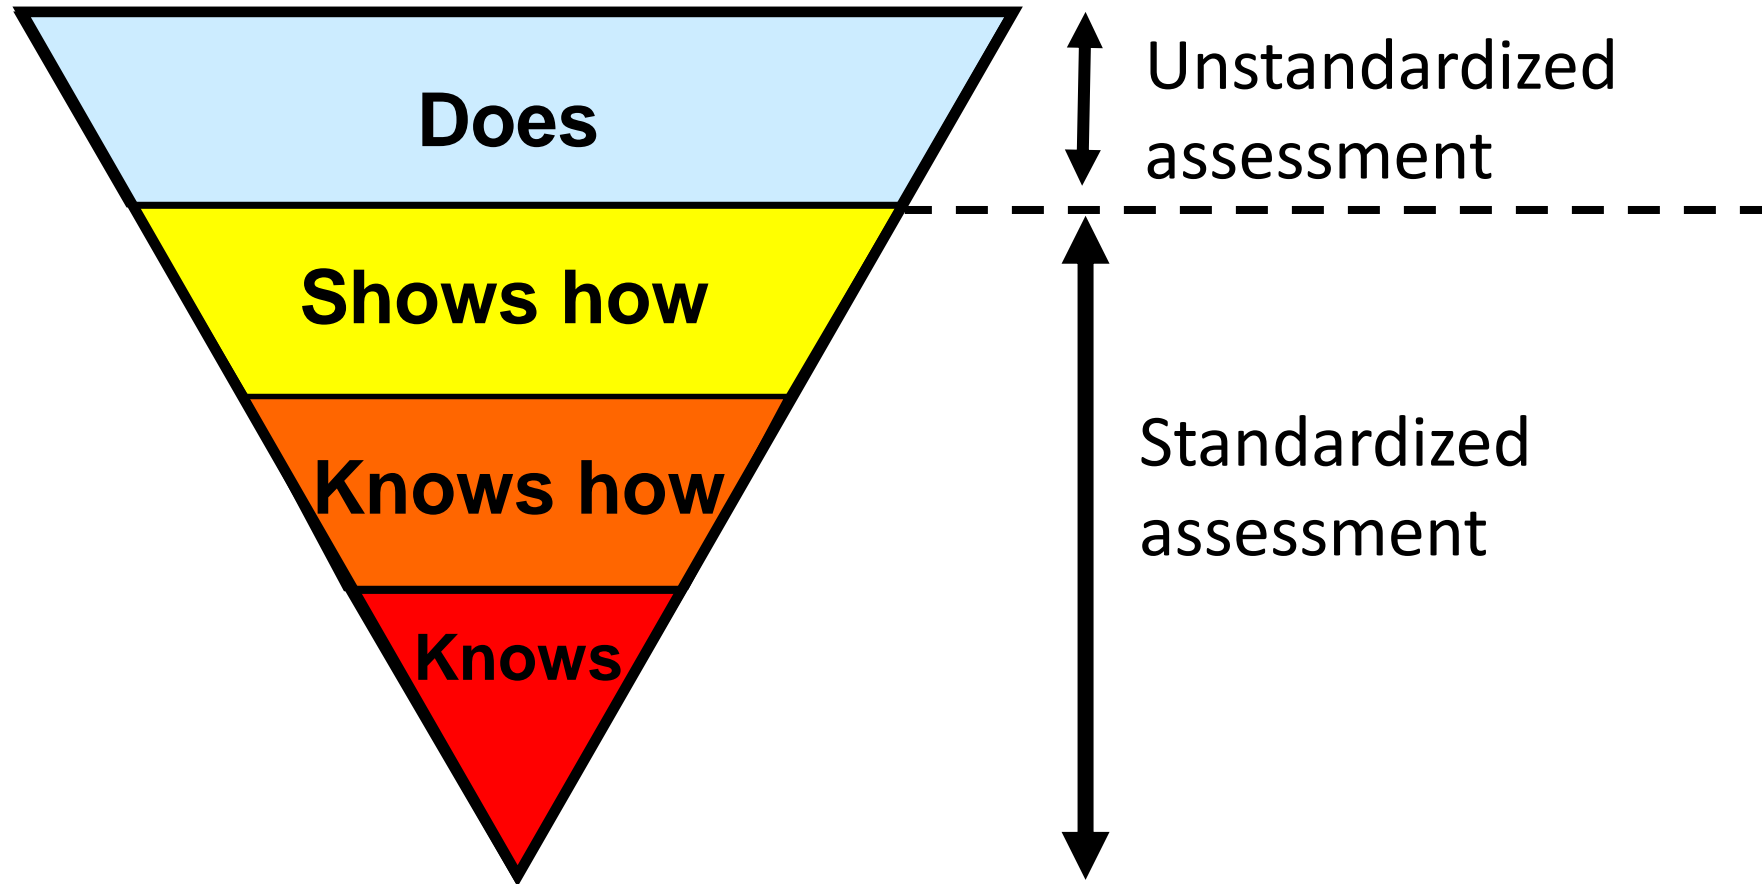 Does
Shows how
Knows how
Knows
Unstandardized
assessment
Standardized
assessment